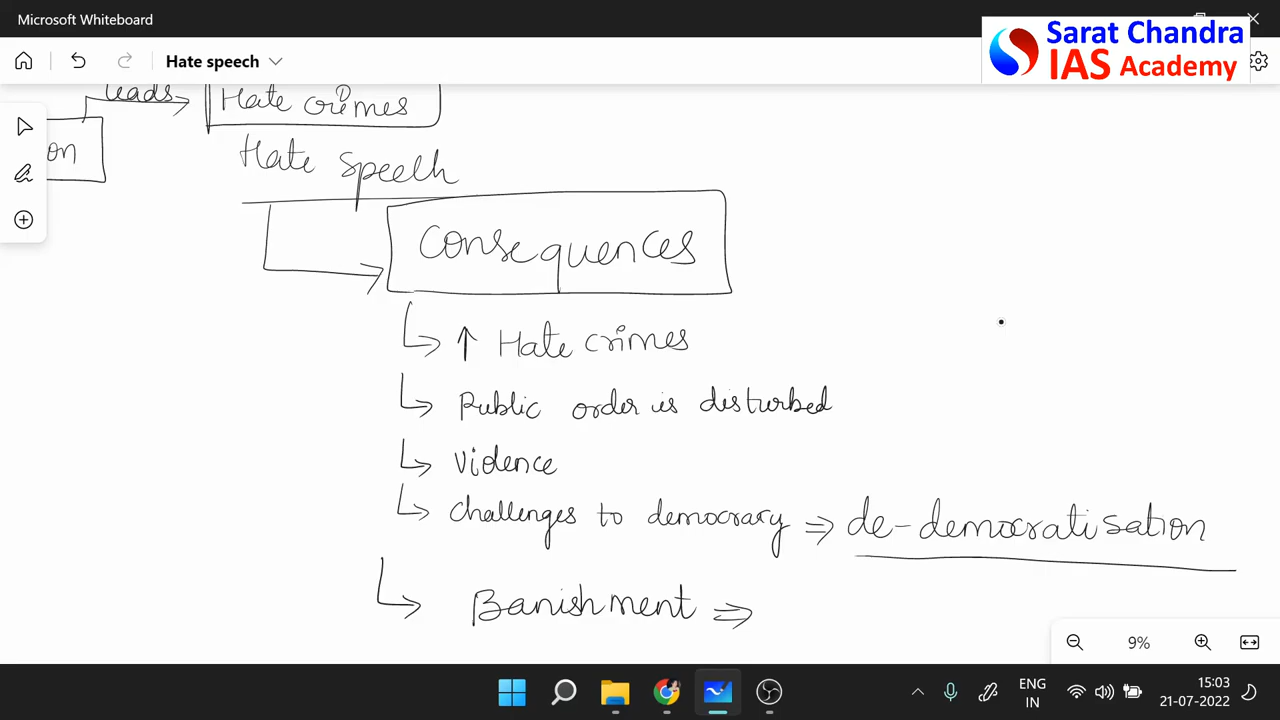 Microsoft Whiteboard
Sarat Chandra
IAS Academy
Hate speech
leads
Hate crimes
on
Hate speech
Consequences
↑ Hate crimes
Public order is disturbed
Violence
challenges to democracy ⇒ de-democratisation
Banishment ⇒
9%
ENG
IN
15:03
21-07-2022